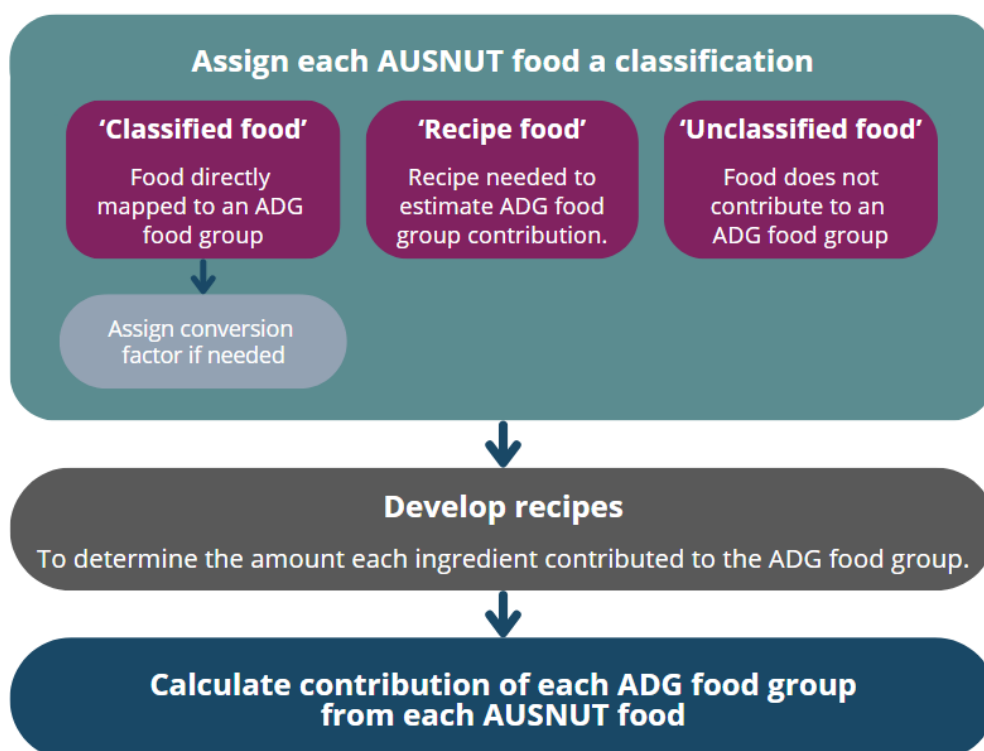 Assign each AUSNUT food a classification
‘Classified food’
Food directly
mapped to an ADG
food group
‘Recipe food’
Recipe needed to
estimate ADG food
group contribution.
‘Unclassified food’
Food does not
contribute to an
ADG food group
Assign conversion
factor if needed
Develop recipes
To determine the amount each ingredient contributed to the ADG food group.
Calculate contribution of each ADG food group
from each AUSNUT food